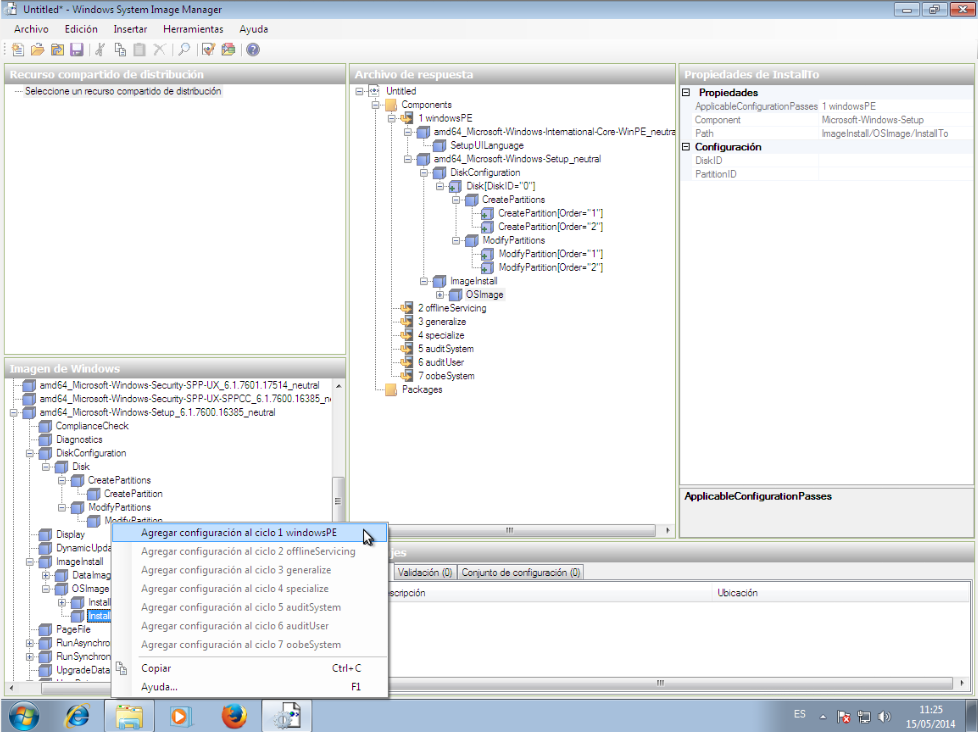 Untitled* - Windows System Image Manager
Archivo Edición Insertar Herramientas Ayuda
Recurso compartido de distribución
Seleccione un recurso compartido de distribución
Archivo de respuesta
Untitled
Components
1 windowsPE
amd64_Microsoft-Windows-International-Core-WinPE_neutra
SetupUILanguage
amd64_Microsoft-Windows-Setup_neutral
DiskConfiguration
Disk[DiskID="0"]
CreatePartitions
CreatePartition[Order="1"]
CreatePartition[Order="2"]
ModifyPartitions
ModifyPartition[Order="1"]
ModifyPartition[Order="2"]
ImageInstall
OSImage
2 offlineServicing
3 generalize
4 specialize
5 auditSystem
6 auditUser
7 oobeSystem
Packages
Propiedades de InstallTo
Propiedades
ApplicableConfigurationPasses 1 windowsPE
Component Microsoft-Windows-Setup
Path ImageInstall/OSImage/InstallTo
Configuración
DiskID
PartitionID
ApplicableConfigurationPasses
Imagen de Windows
amd64_Microsoft-Windows-Security-SPP-UX_6.1.7601.17514_neutral
amd64_Microsoft-Windows-Security-SPP-UX-SPPCC_6.1.7600.16385_n
amd64_Microsoft-Windows-Setup_6.1.7600.16385_neutral
ComplianceCheck
Diagnostics
DiskConfiguration
Disk
CreatePartitions
CreatePartition
ModifyPartitions
ModifyPartition
Display
DynamicUpda
ImageInstall
DataImag
OSImage
Install
Install
PageFile
RunAsynchro
RunSynchron
UpgradeData
Agregar configuración al ciclo 1 windowsPE
Agregar configuración al ciclo 2 offlineServicing
Agregar configuración al ciclo 3 generalize
Agregar configuración al ciclo 4 specialize
Agregar configuración al ciclo 5 auditSystem
Agregar configuración al ciclo 6 auditUser
Agregar configuración al ciclo 7 oobeSystem
Copiar Ctrl+C
Ayuda... F1
jes
Validación (0) Conjunto de configuración (0)
scripción Ubicación
ES
11:25
15/05/2014